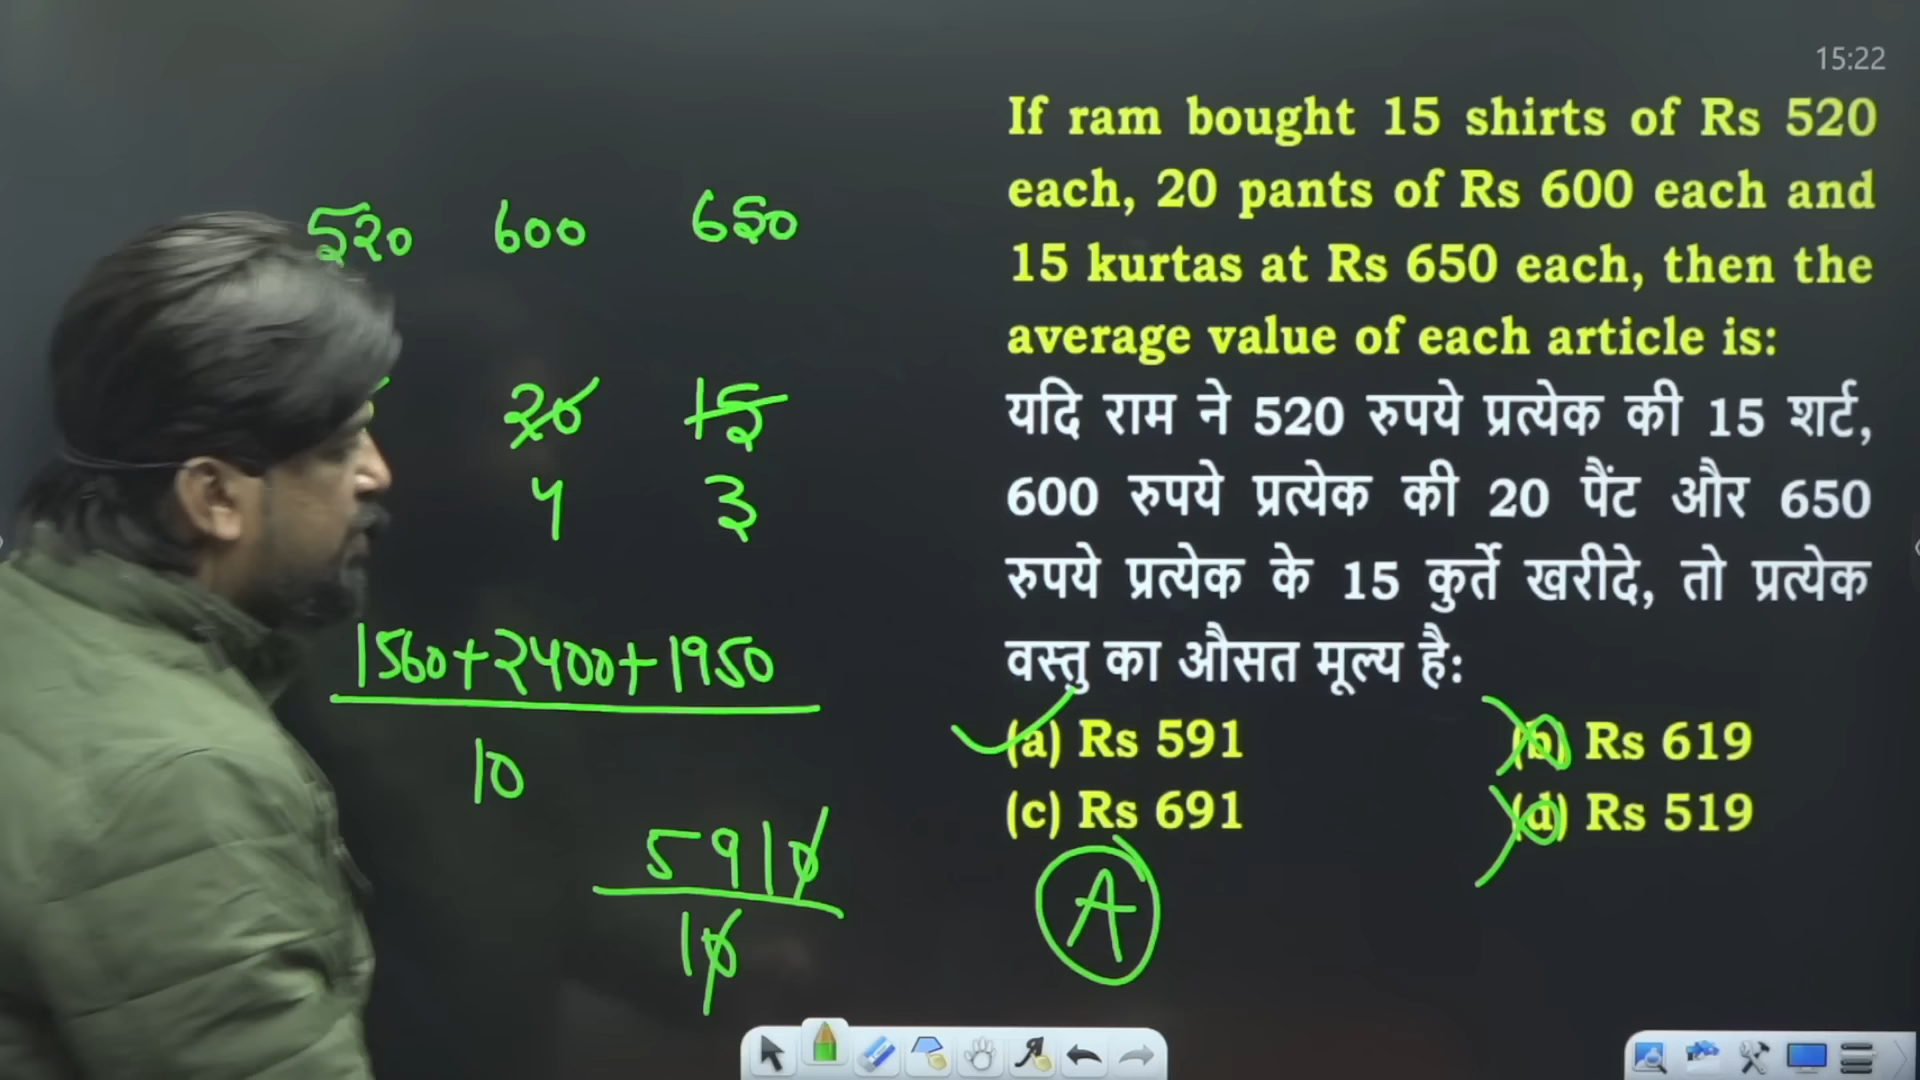 15:22
If ram bought 15 shirts of Rs 520
each, 20 pants of Rs 600 each and
15 kurtas at Rs 650 each, then the
average value of each article is:
यदि राम ने 520 रुपये प्रत्येक की 15 शर्ट,
600 रुपये प्रत्येक की 20 पैंट और 650
रुपये प्रत्येक के 15 कुर्ते खरीदे, तो प्रत्येक
वस्तु का औसत मूल्य है:
(a) Rs 591 (b) Rs 619
(c) Rs 691 (d) Rs 519
A
520 600 650
20 15
4 3
1560+2400+1950
10
5910
10